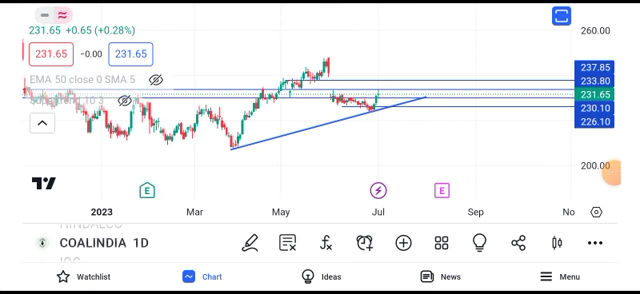 231.65 +0.65 (+0.28%)
260.00
231.65 -0.00 231.65
237.85
EMA 50 close 0 SMA 5
233.80
231.65
10 3
230.10
226.10
200.00
E
E
2023 Mar May Jul Sep No
COALINDIA 1D
Watchlist Chart Ideas News Menu